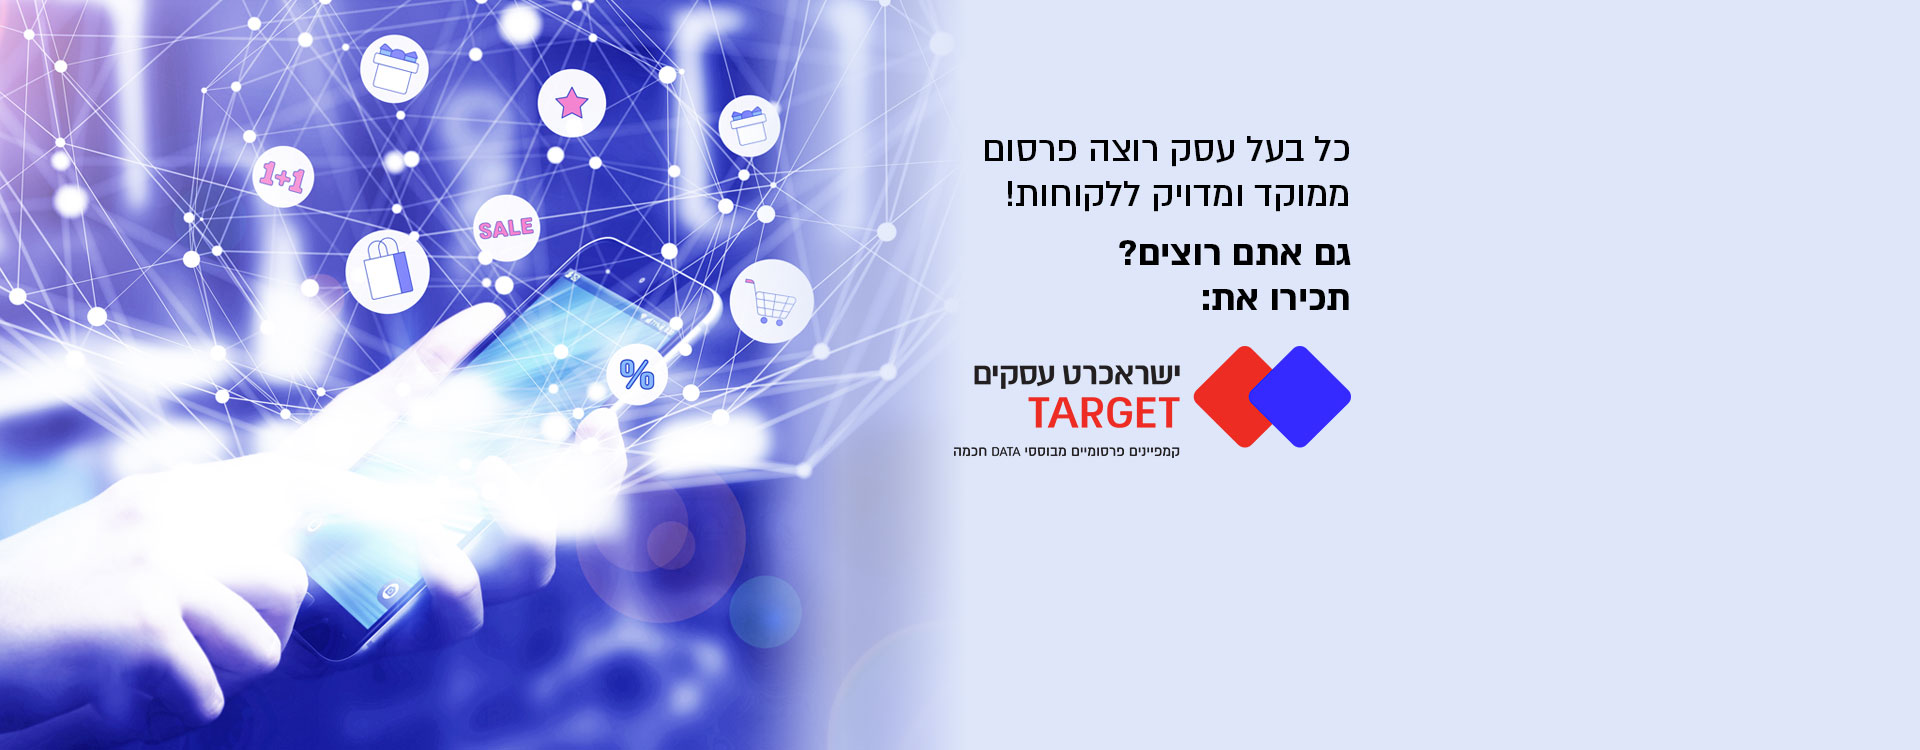 כל בעל עסק רוצה פרסום
ממוקד ומדויק ללקוחות!
גם אתם רוצים?
תכירו את:
ישראכרט עסקים
TARGET
קמפיינים פרסומיים מבוססי DATA חכמה
1+1
SALE
%